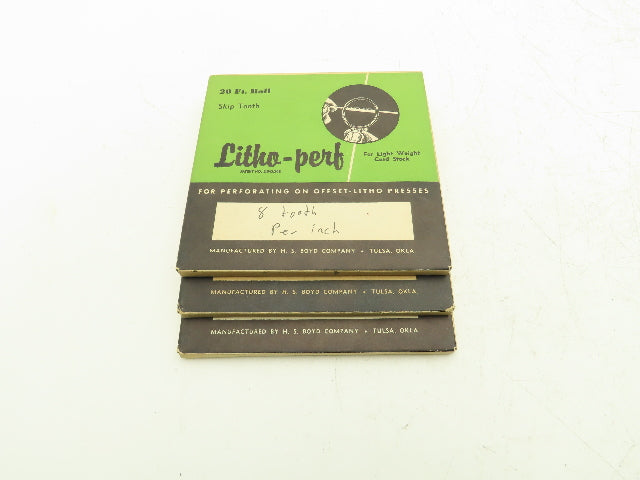 20 Ft. Roll
Skip Tooth
Litho-perf
For Light Weight
Card Stock
FOR PERFORATING ON OFFSET-LITHO PRESSES
8 tooth
Per inch
MANUFACTURED BY H. S. BOYD COMPANY • TULSA, OKLA.
MANUFACTURED BY H. S. BOYD COMPANY • TULSA, OKLA.
MANUFACTURED BY H. S. BOYD COMPANY • TULSA, OKLA.